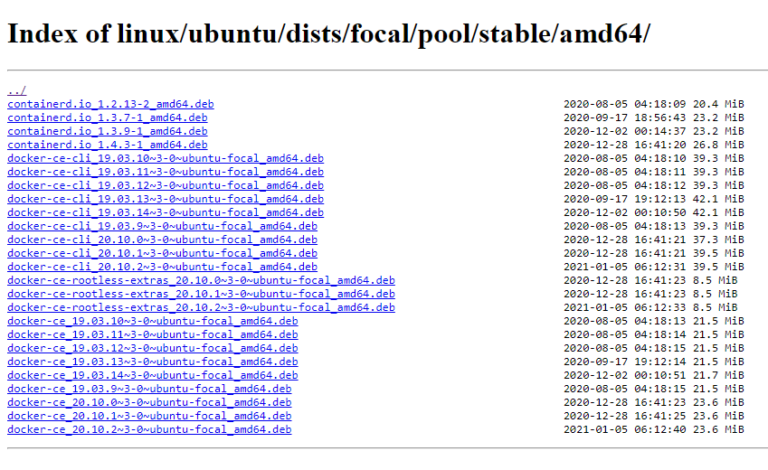 Index of linux/ubuntu/dists/focal/pool/stable/amd64/
../
containerd.io_1.2.13-2_amd64.deb 2020-08-05 04:18:09 20.4 MiB
containerd.io_1.3.7-1_amd64.deb 2020-09-17 18:56:43 23.2 MiB
containerd.io_1.3.9-1_amd64.deb 2020-12-02 00:14:37 23.2 MiB
containerd.io_1.4.3-1_amd64.deb 2020-12-28 16:41:20 26.8 MiB
docker-ce-cli_19.03.10~3-0~ubuntu-focal_amd64.deb 2020-08-05 04:18:10 39.3 MiB
docker-ce-cli_19.03.11~3-0~ubuntu-focal_amd64.deb 2020-08-05 04:18:11 39.3 MiB
docker-ce-cli_19.03.12~3-0~ubuntu-focal_amd64.deb 2020-08-05 04:18:12 39.3 MiB
docker-ce-cli_19.03.13~3-0~ubuntu-focal_amd64.deb 2020-09-17 19:12:13 42.1 MiB
docker-ce-cli_19.03.14~3-0~ubuntu-focal_amd64.deb 2020-12-02 00:10:50 42.1 MiB
docker-ce-cli_19.03.9~3-0~ubuntu-focal_amd64.deb 2020-08-05 04:18:13 39.3 MiB
docker-ce-cli_20.10.0~3-0~ubuntu-focal_amd64.deb 2020-12-28 16:41:21 37.3 MiB
docker-ce-cli_20.10.1~3-0~ubuntu-focal_amd64.deb 2020-12-28 16:41:21 39.5 MiB
docker-ce-cli_20.10.2~3-0~ubuntu-focal_amd64.deb 2021-01-05 06:12:31 39.5 MiB
docker-ce-rootless-extras_20.10.0~3-0~ubuntu-focal_amd64.deb 2020-12-28 16:41:23 8.5 MiB
docker-ce-rootless-extras_20.10.1~3-0~ubuntu-focal_amd64.deb 2020-12-28 16:41:23 8.5 MiB
docker-ce-rootless-extras_20.10.2~3-0~ubuntu-focal_amd64.deb 2021-01-05 06:12:33 8.5 MiB
docker-ce_19.03.10~3-0~ubuntu-focal_amd64.deb 2020-08-05 04:18:13 21.5 MiB
docker-ce_19.03.11~3-0~ubuntu-focal_amd64.deb 2020-08-05 04:18:14 21.5 MiB
docker-ce_19.03.12~3-0~ubuntu-focal_amd64.deb 2020-08-05 04:18:15 21.5 MiB
docker-ce_19.03.13~3-0~ubuntu-focal_amd64.deb 2020-09-17 19:12:14 21.5 MiB
docker-ce_19.03.14~3-0~ubuntu-focal_amd64.deb 2020-12-02 00:10:51 21.7 MiB
docker-ce_19.03.9~3-0~ubuntu-focal_amd64.deb 2020-08-05 04:18:15 21.5 MiB
docker-ce_20.10.0~3-0~ubuntu-focal_amd64.deb 2020-12-28 16:41:23 23.6 MiB
docker-ce_20.10.1~3-0~ubuntu-focal_amd64.deb 2020-12-28 16:41:25 23.6 MiB
docker-ce_20.10.2~3-0~ubuntu-focal_amd64.deb 2021-01-05 06:12:40 23.6 MiB